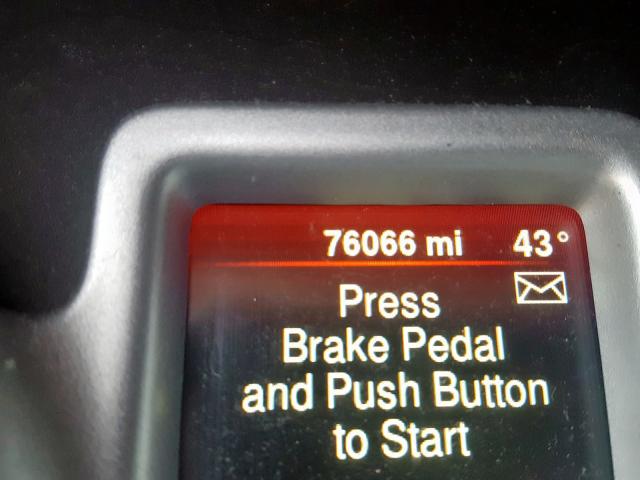 76066 mi 43°
Press
Brake Pedal
and Push Button
to Start